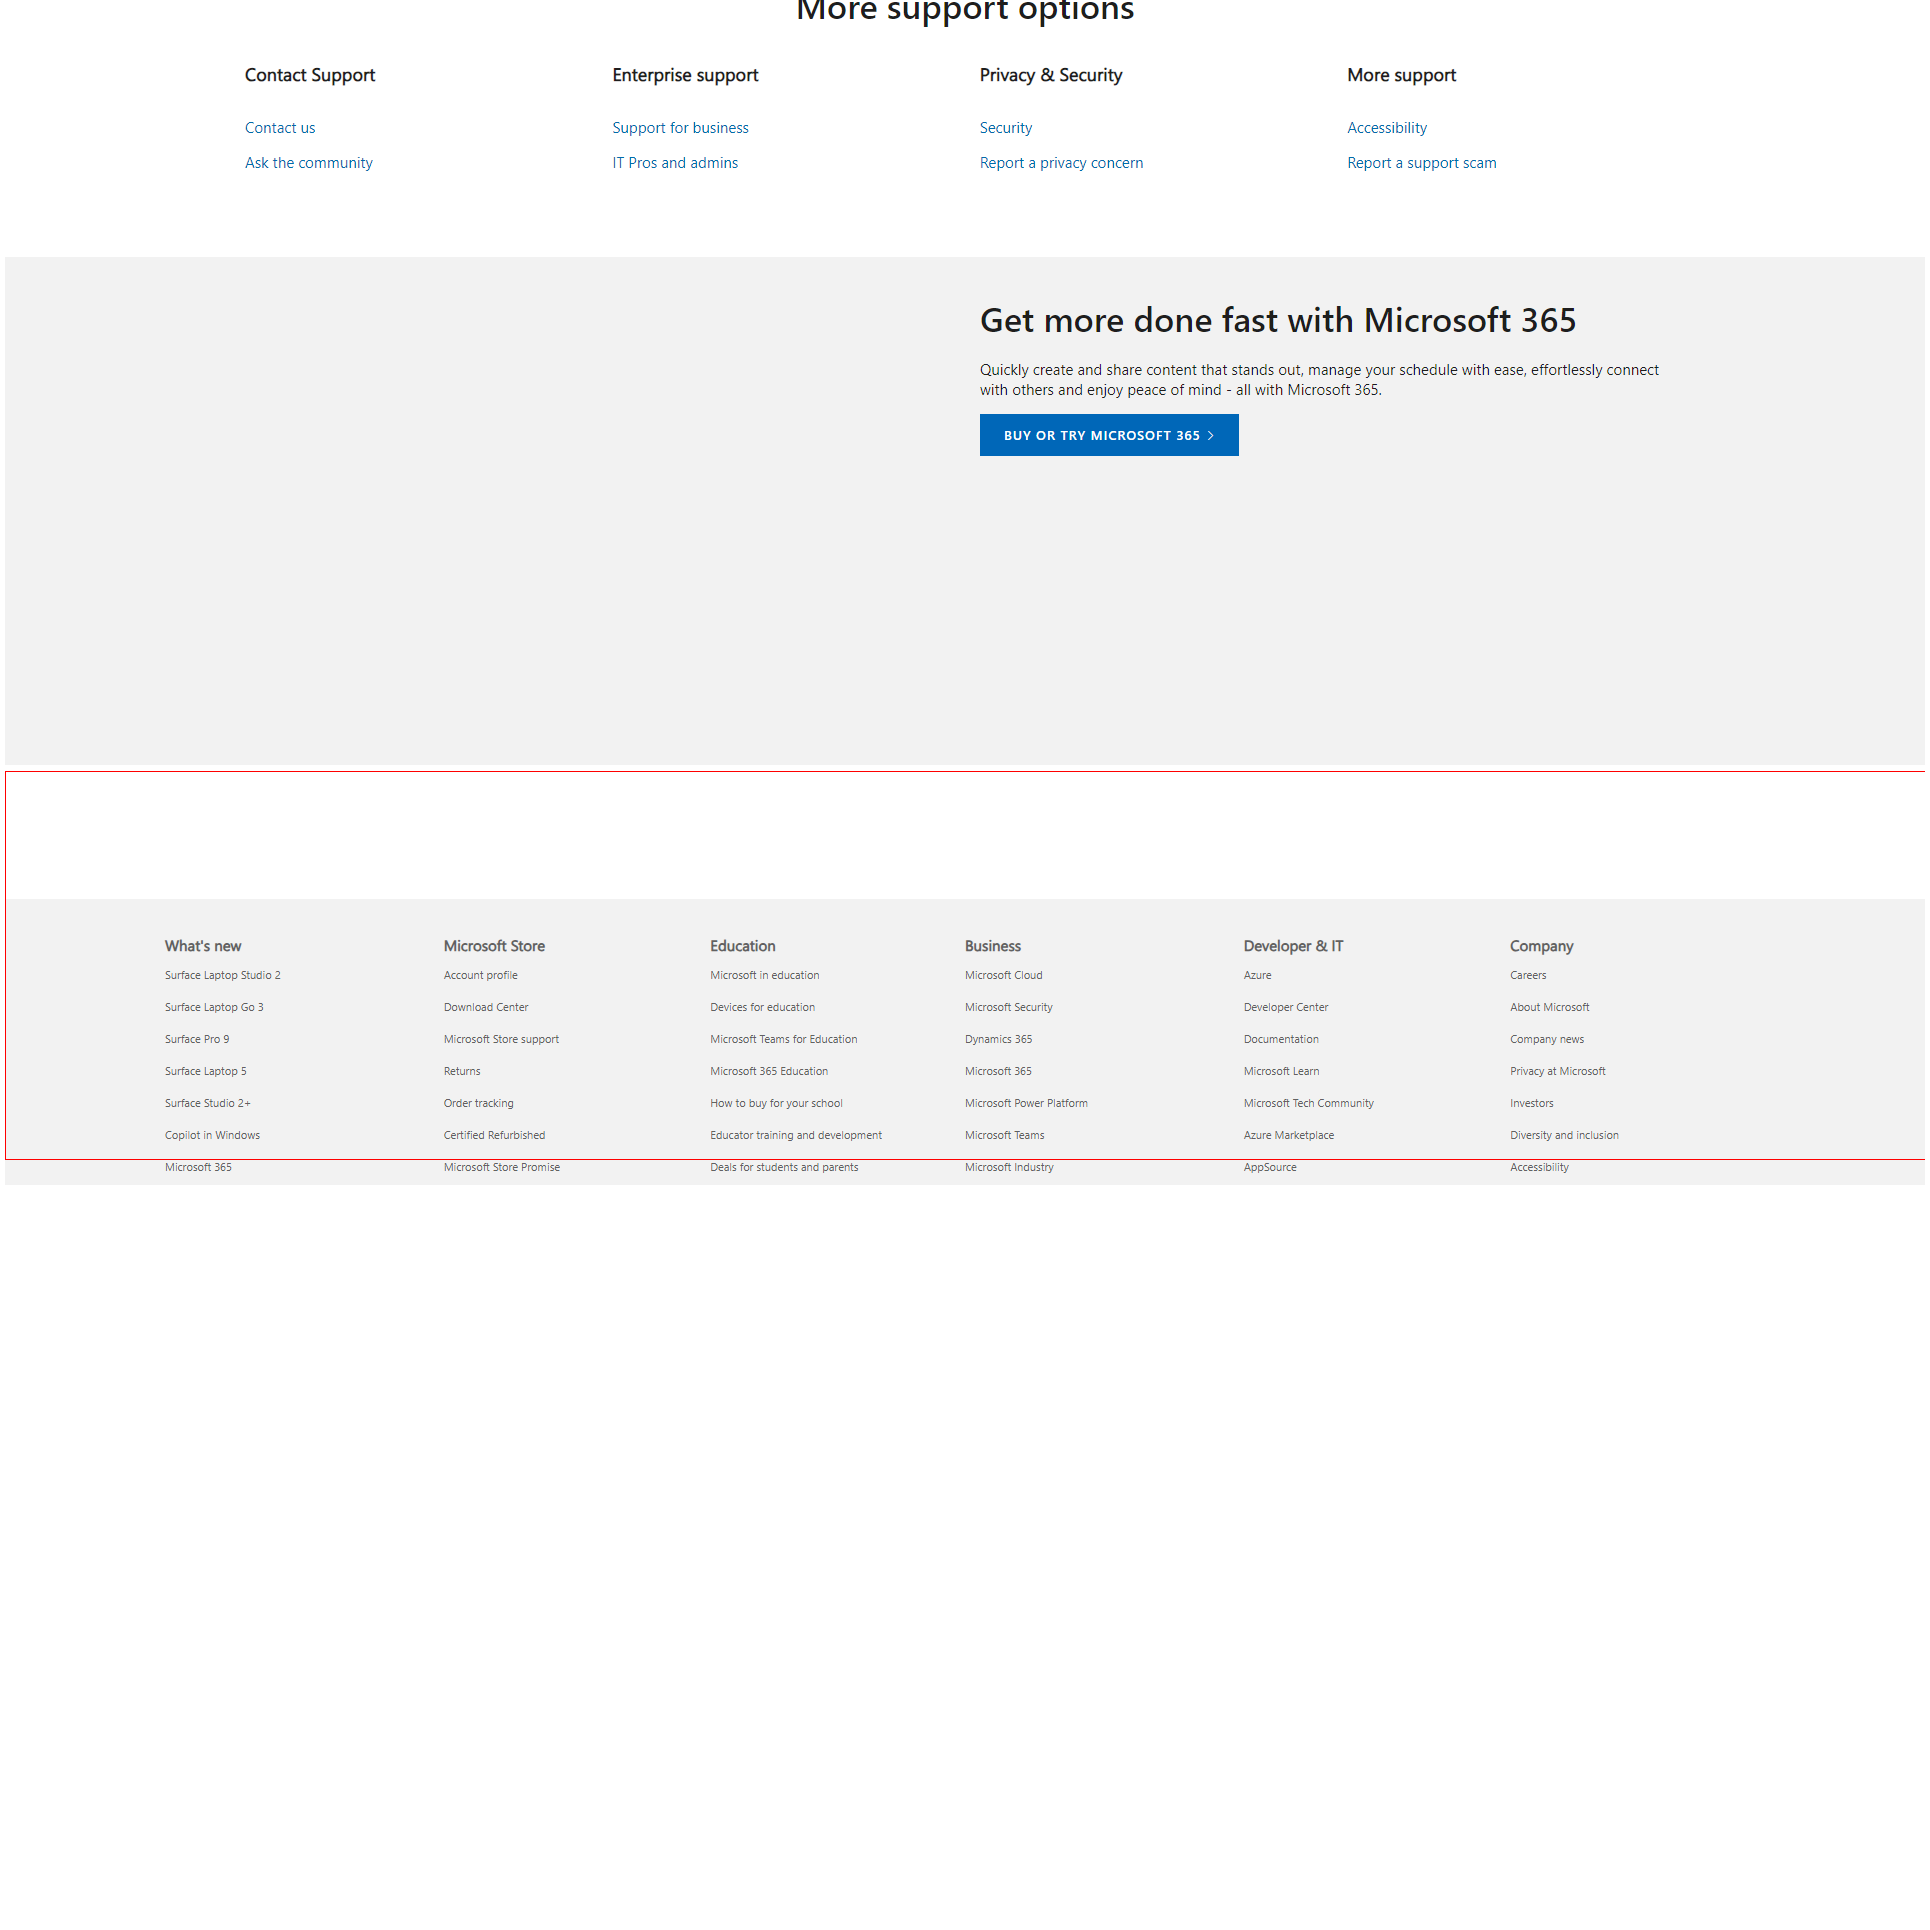 More support options
Contact Support
Contact us
Ask the community
Enterprise support
Support for business
IT Pros and admins
Privacy & Security
Security
Report a privacy concern
More support
Accessibility
Report a support scam
Get more done fast with Microsoft 365
Quickly create and share content that stands out, manage your schedule with ease, effortlessly connect
with others and enjoy peace of mind - all with Microsoft 365.
BUY OR TRY MICROSOFT 365 >
What's new
Surface Laptop Studio 2
Surface Laptop Go 3
Surface Pro 9
Surface Laptop 5
Surface Studio 2+
Copilot in Windows
Microsoft 365
Microsoft Store
Account profile
Download Center
Microsoft Store support
Returns
Order tracking
Certified Refurbished
Microsoft Store Promise
Education
Microsoft in education
Devices for education
Microsoft Teams for Education
Microsoft 365 Education
How to buy for your school
Educator training and development
Deals for students and parents
Business
Microsoft Cloud
Microsoft Security
Dynamics 365
Microsoft 365
Microsoft Power Platform
Microsoft Teams
Microsoft Industry
Developer & IT
Azure
Developer Center
Documentation
Microsoft Learn
Microsoft Tech Community
Azure Marketplace
AppSource
Company
Careers
About Microsoft
Company news
Privacy at Microsoft
Investors
Diversity and inclusion
Accessibility